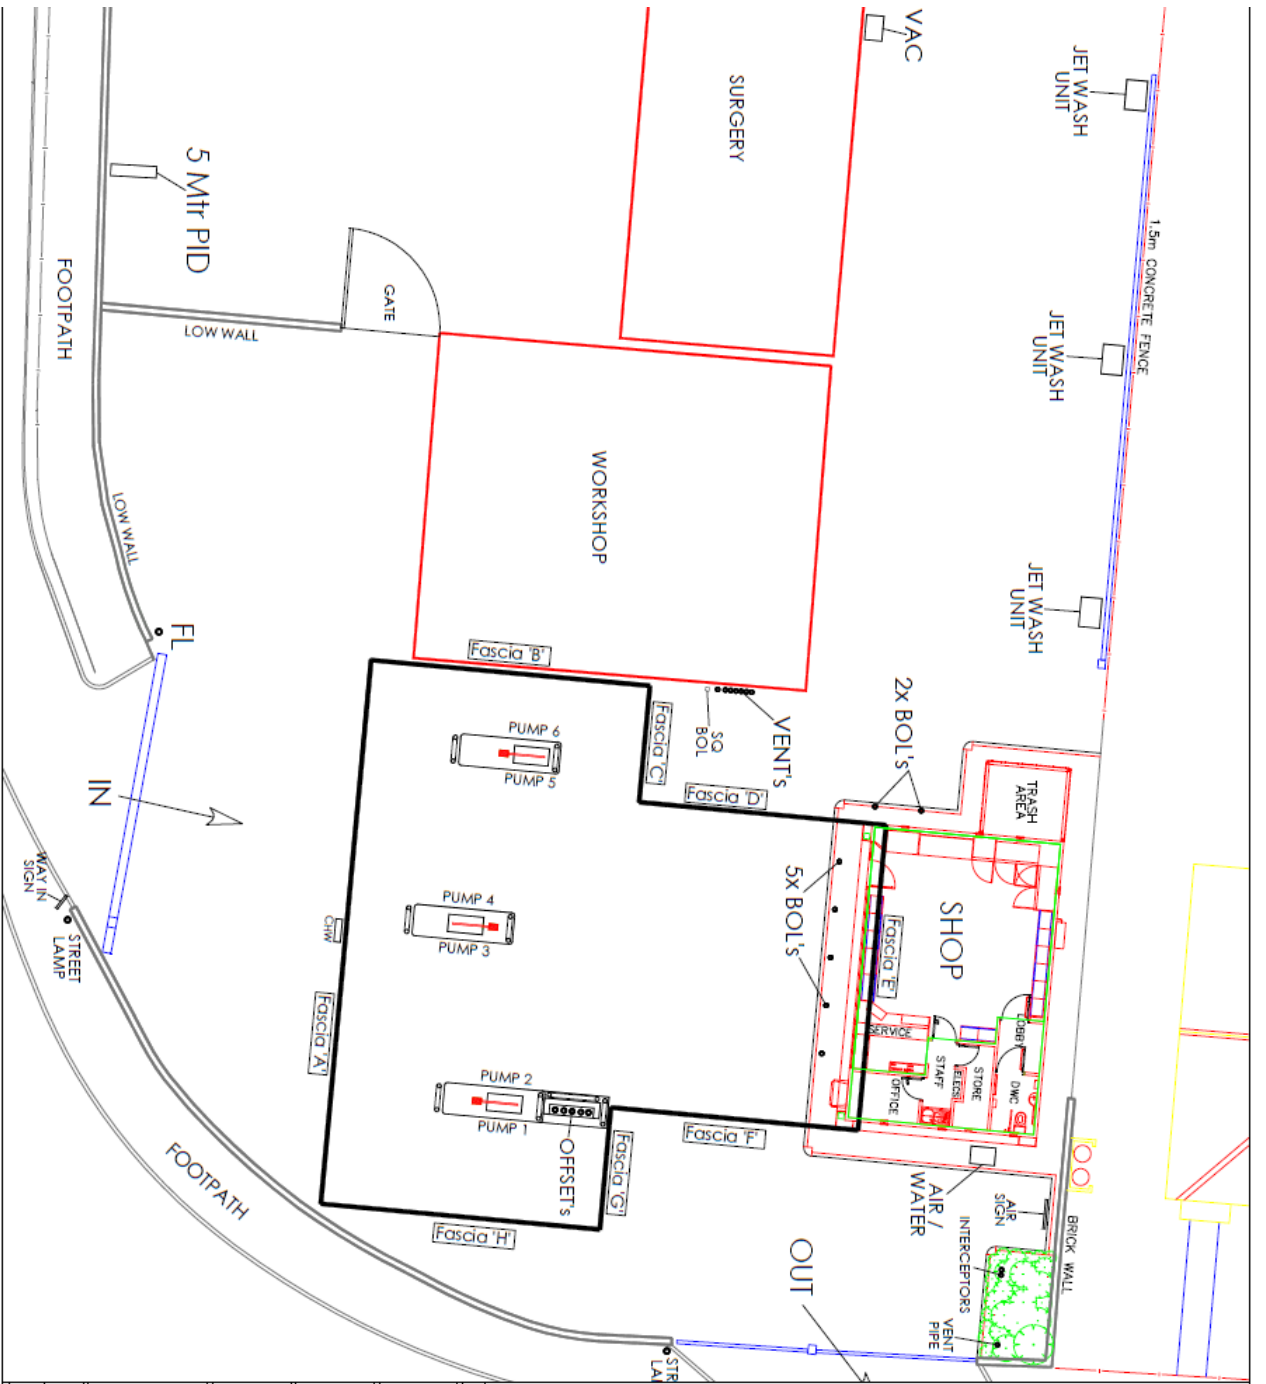 VAC
JET WASH
UNIT
SURGERY
5 Mtr PID
1.5m CONCRETE FENCE
FOOTPATH
GATE
LOW WALL
JET WASH
UNIT
WORKSHOP
LOW WALL
JET WASH
UNIT
FL
Fascia 'B'
2x BOL's
Fascia 'C'
SQ
BOL
VENT's
PUMP 6
PUMP 5
Fascia 'D'
TRASH
AREA
IN
WAY IN
SIGN
STREET
LAMP
PUMP 4
PUMP 3
CHW
5x BOL's
SHOP
Fascia 'E'
SERVICE
LOBBY
STAFF
ELECS
STORE
DWC
OFFICE
Fascia 'A'
PUMP 2
PUMP 1
OFFSET's
Fascia 'F'
Fascia 'G'
Fascia 'H'
FOOTPATH
AIR /
WATER
AIR
SIGN
BRICK WALL
INTERCEPTORS
VENT
PIPE
OUT
STR
LA